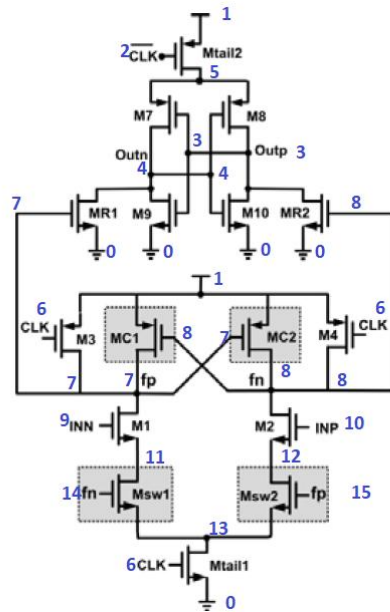 1
2 CLK Mtail2
5
M7 M8
3
Outn Outp 3
4 4
7 MR1 M9 M10 MR2 8
0 0 0 0
1
6 6
CLK M3 MC1 8 7 MC2 M4 CLK
7 7 fp fn 8 8
9 INN M1 M2 INP 10
11 12
14 fn Msw1 Msw2 fp 15
13
6 CLK Mtail1
0